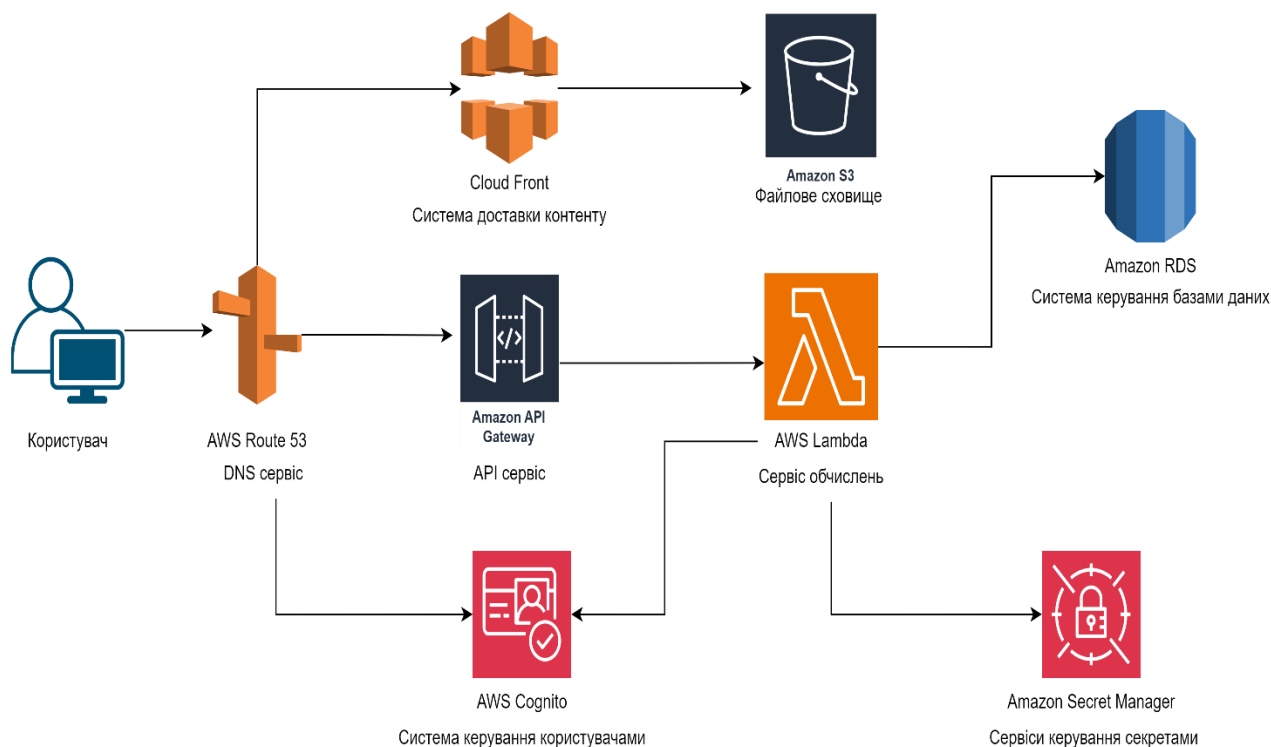 Cloud Front
Система доставки контенту
Amazon S3
Файлове сховище
Amazon RDS
Система керування базами даних
Користувач
AWS Route 53
DNS сервіс
</>
Amazon API
Gateway
API сервіс
AWS Lambda
Сервіс обчислень
AWS Cognito
Система керування користувачами
Amazon Secret Manager
Сервіси керування секретами